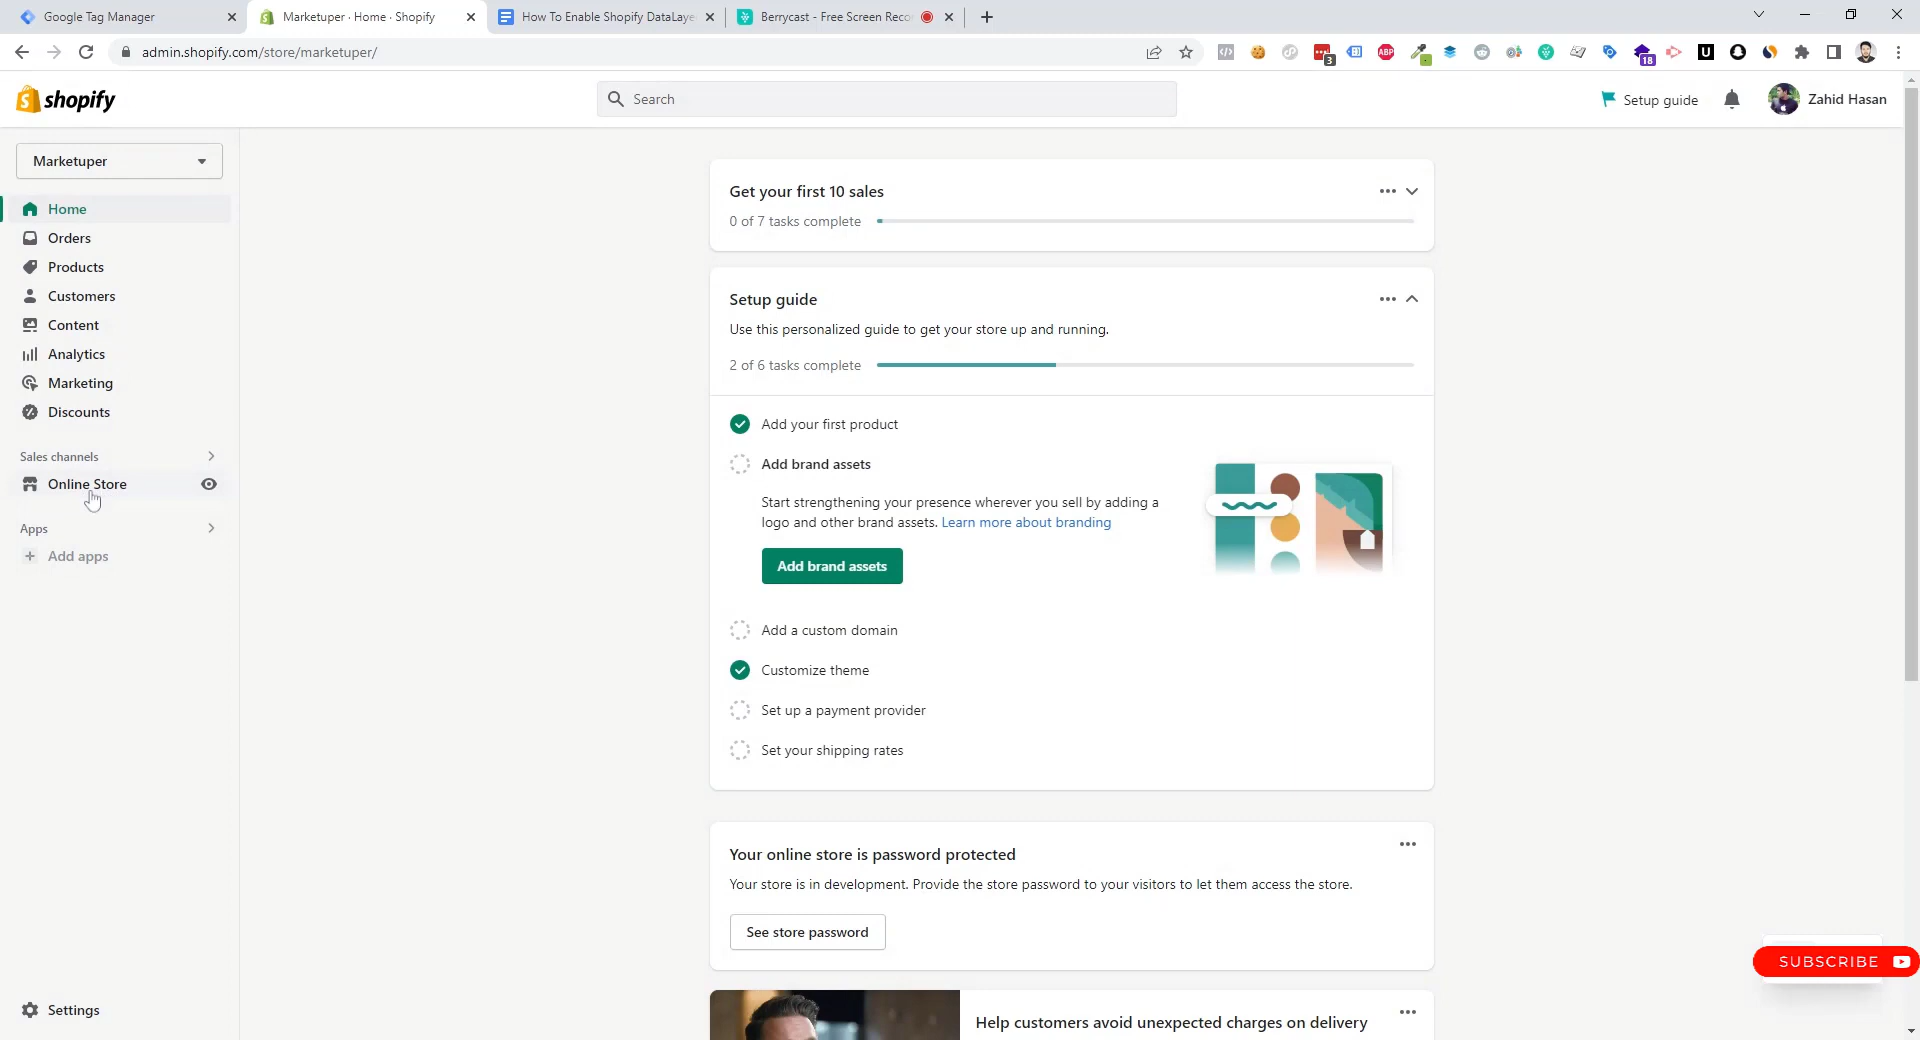 Google Tag Manager
Marketuper · Home · Shopify
How To Enable Shopify DataLaye
Berrycast - Free Screen Reco
admin.shopify.com/store/marketuper/
3
ABP
18
U
shopify
Search
Setup guide
Zahid Hasan
Marketuper
Home
Orders
Products
Customers
Content
Analytics
Marketing
Discounts
Sales channels
Online Store
Apps
Add apps
Settings
Get your first 10 sales
0 of 7 tasks complete
Setup guide
Use this personalized guide to get your store up and running.
2 of 6 tasks complete
Add your first product
Add brand assets
Start strengthening your presence wherever you sell by adding a
logo and other brand assets. Learn more about branding
Add brand assets
Add a custom domain
Customize theme
Set up a payment provider
Set your shipping rates
Your online store is password protected
Your store is in development. Provide the store password to your visitors to let them access the store.
See store password
SUBSCRIBE
Help customers avoid unexpected charges on delivery